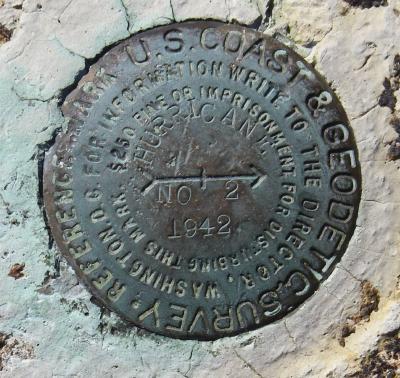 U.S. COAST & GEODETIC SURVEY
REFERENCE MARK
FOR INFORMATION WRITE TO THE DIRECTOR, WASHINGTON D.C.
$250 FINE OR IMPRISONMENT FOR DISTURBING THIS MARK.
HURRICANE
NO. 2
1942